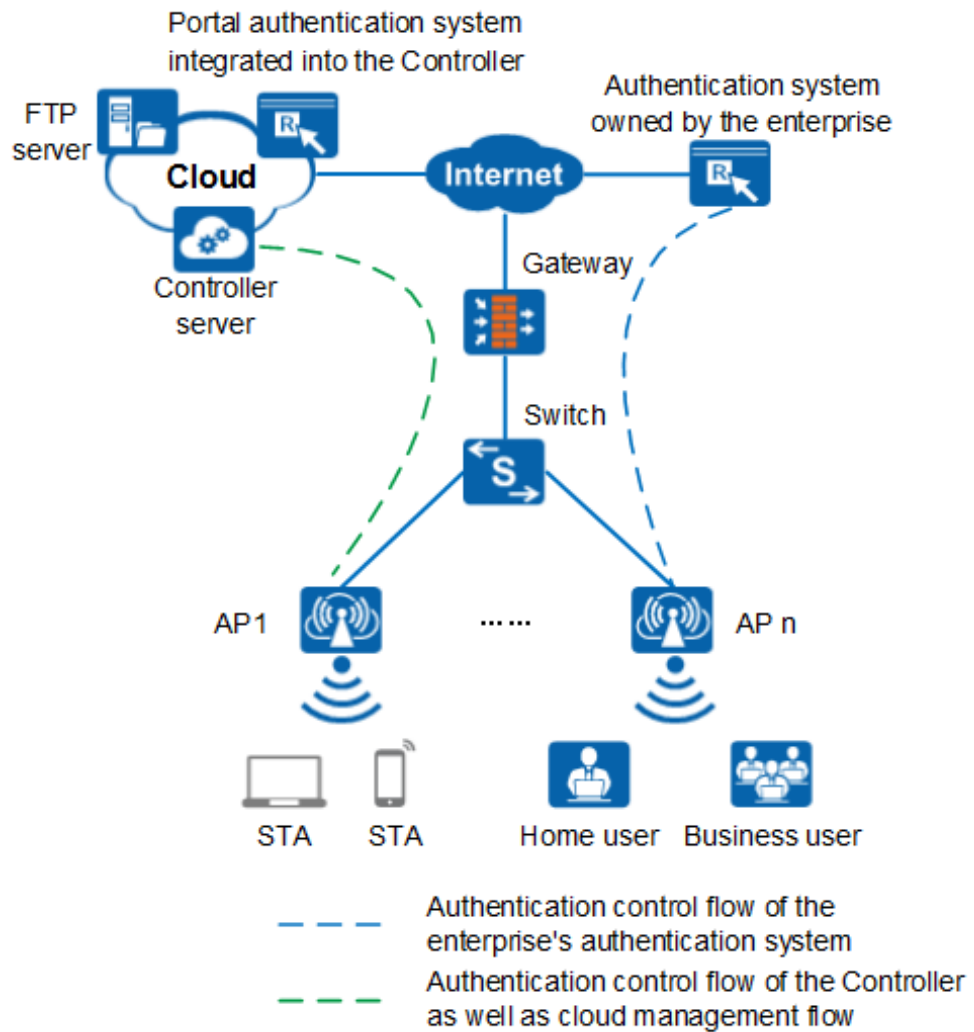 Portal authentication system
integrated into the Controller
FTP
server
R
Cloud
Controller
server
Internet
Authentication system
owned by the enterprise
R
Gateway
Switch
S
AP1
... ...
AP n
STA
STA
Home user
Business user
Authentication control flow of the
enterprise's authentication system
Authentication control flow of the Controller
as well as cloud management flow